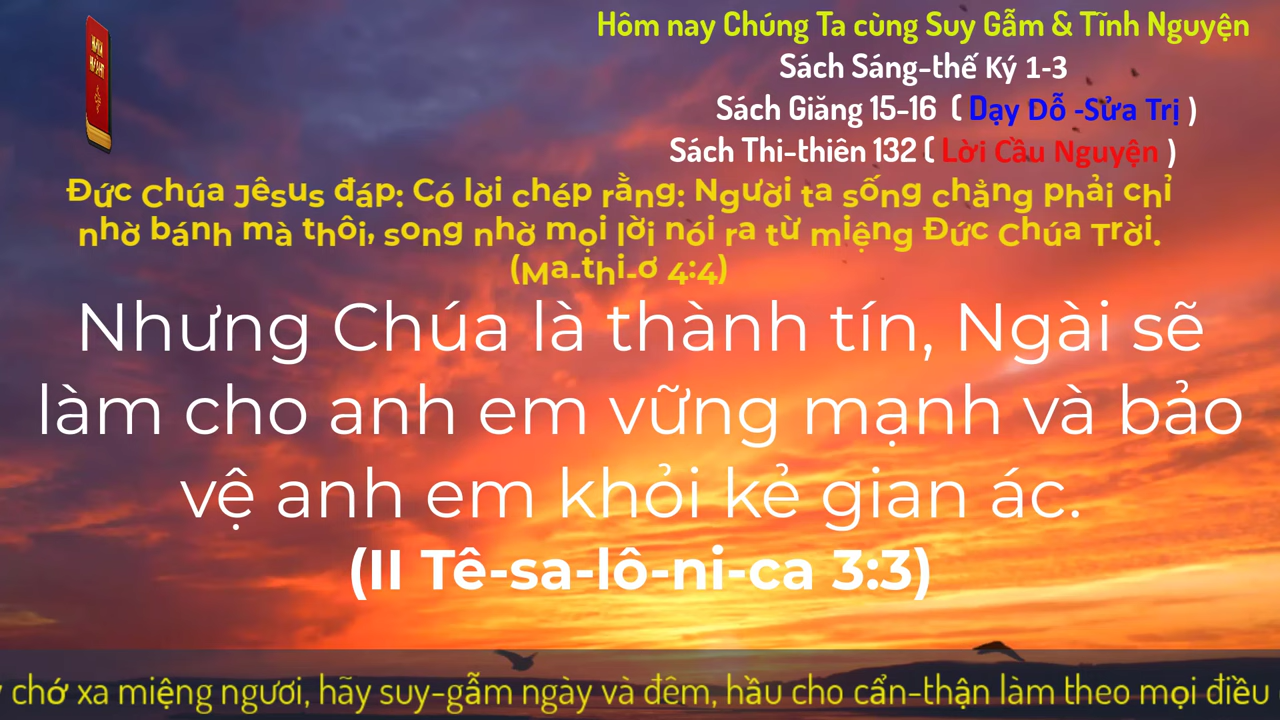 Hôm nay Chúng Ta cùng Suy Gẫm & Tĩnh Nguyện
Sách Sáng-thế Ký 1-3
Sách Giăng 15-16 ( Dạy Đỗ -Sửa Trị )
Sách Thi-thiên 132 ( Lời Cầu Nguyện )
Đức Chúa Jêsus đáp: Có lời chép rằng: Người ta sống chẳng phải chỉ
nhờ bánh mà thôi, song nhờ mọi lời nói ra từ miệng Đức Chúa Trời.
(Ma-thi-ơ 4:4)
Nhưng Chúa là thành tín, Ngài sẽ
làm cho anh em vững mạnh và bảo
vệ anh em khỏi kẻ gian ác.
(II Tê-sa-lô-ni-ca 3:3)
chớ xa miệng ngươi, hãy suy-gẫm ngày và đêm, hầu cho cẩn-thận làm theo mọi điều